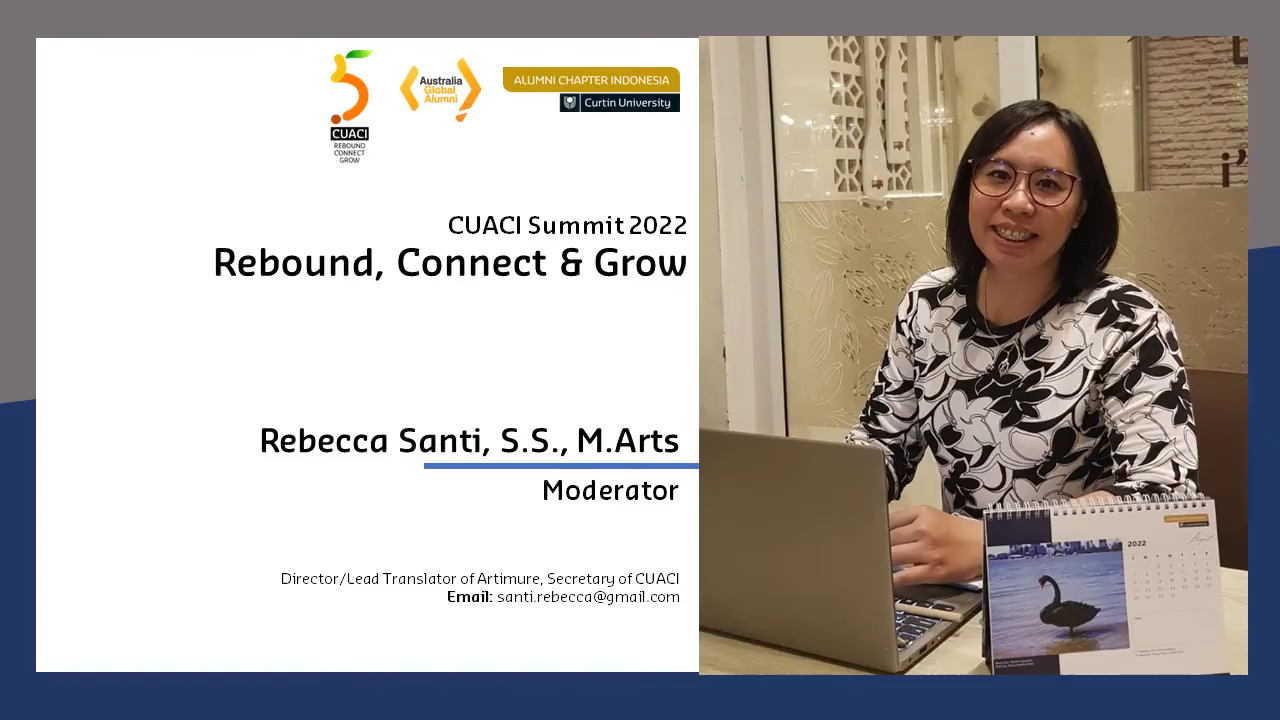 CUACI
REBOUND
CONNECT
GROW
Australia
Global
Alumni
ALUMNI CHAPTER INDONESIA
Curtin University
CUACI Summit 2022
Rebound, Connect & Grow
Rebecca Santi, S.S., M.Arts
Moderator
Director/Lead Translator of Artimure, Secretary of CUACI
Email: santi.rebecca@gmail.com
2022
April